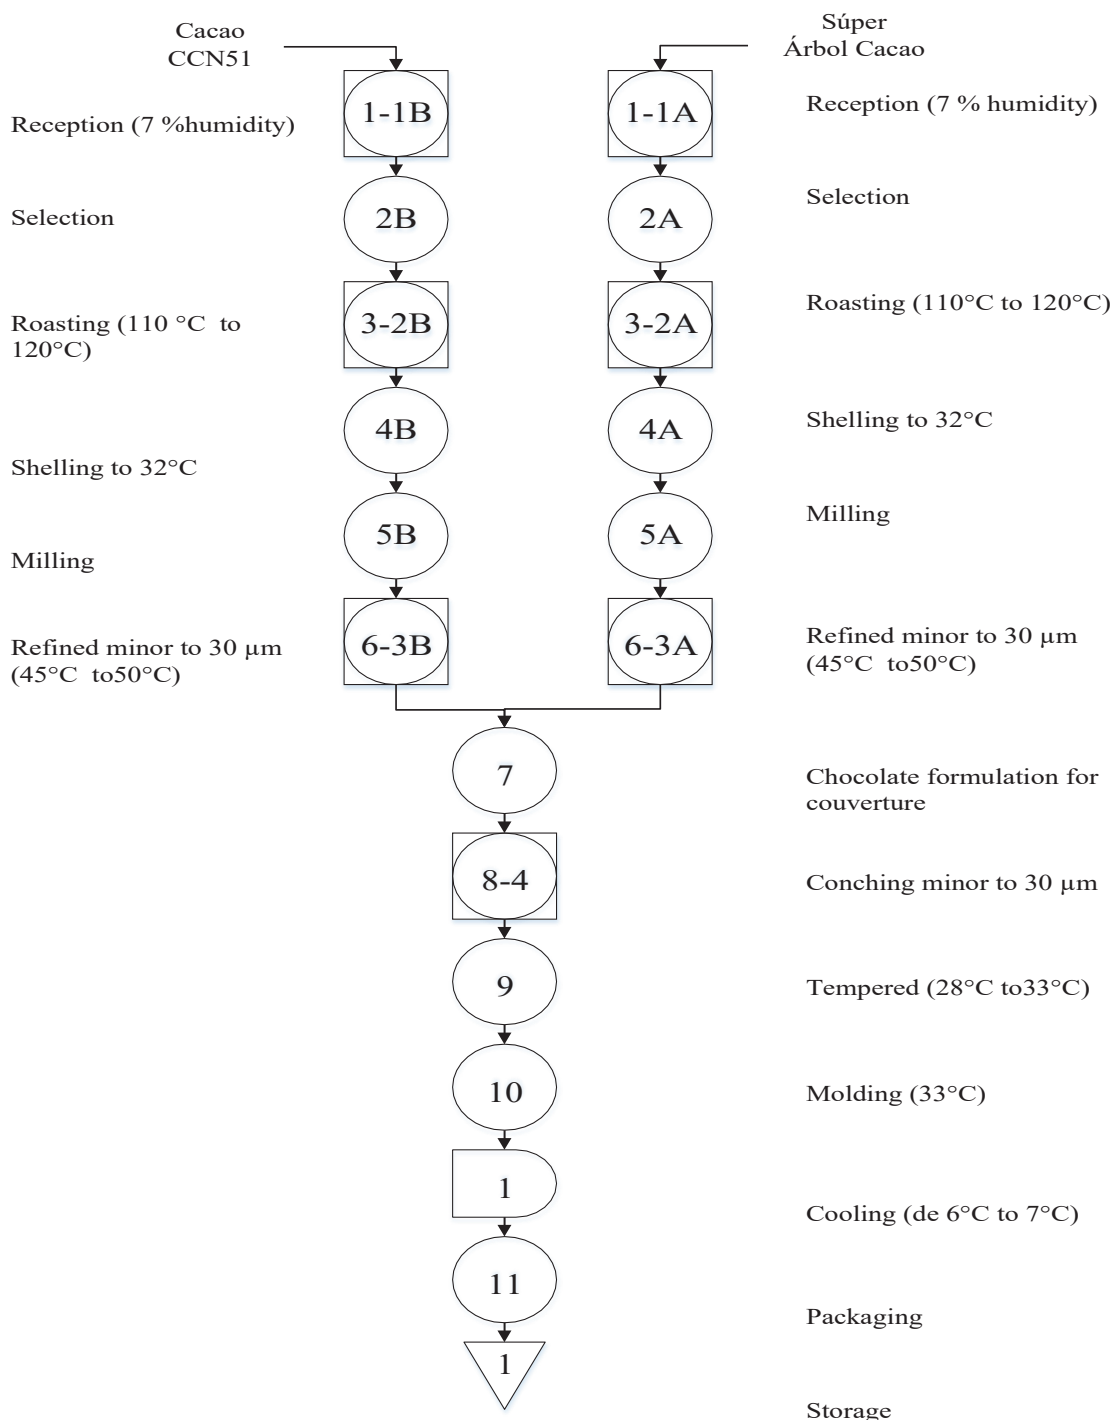 Cacao
CCN51
Súper
Árbol Cacao
Reception (7 %humidity)
1-1B
1-1A
Reception (7 % humidity)
Selection
2B
2A
Selection
Roasting (110 °C  to
120°C)
3-2B
3-2A
Roasting (110°C to 120°C)
Shelling to 32°C
4B
4A
Shelling to 32°C
Milling
5B
5A
Milling
Refined minor to 30 µm
(45°C  to50°C)
6-3B
6-3A
Refined minor to 30 µm
(45°C  to50°C)
7
Chocolate formulation for
couverture
8-4
Conching minor to 30 µm
9
Tempered (28°C to33°C)
10
Molding (33°C)
1
Cooling (de 6°C to 7°C)
11
Packaging
1
Storage